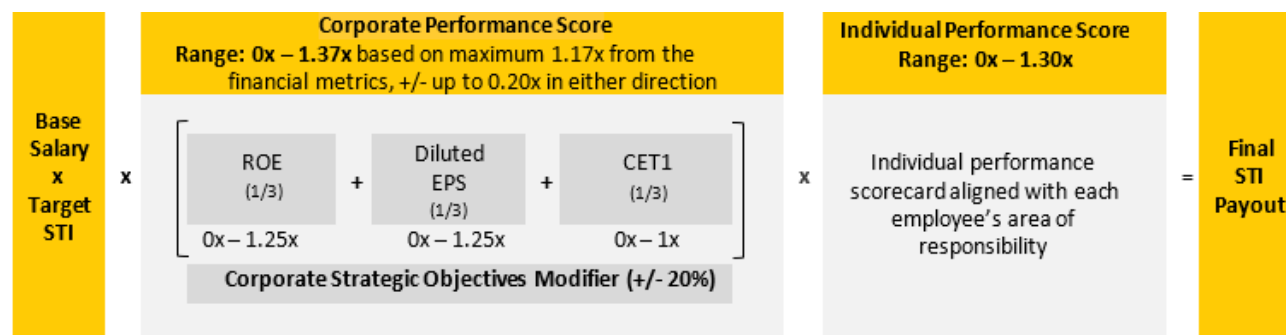 Base
Salary
x
Target
STI
x
Corporate Performance Score
Range: 0x – 1.37x based on maximum 1.17x from the
financial metrics, +/- up to 0.20x in either direction
ROE
(1/3)
+
Diluted
EPS
(1/3)
+
CET1
(1/3)
0x – 1.25x
0x – 1.25x
0x – 1x
Corporate Strategic Objectives Modifier (+/- 20%)
x
Individual Performance Score
Range: 0x – 1.30x
Individual performance
scorecard aligned with each
employee’s area of
responsibility
=
Final
STI
Payout